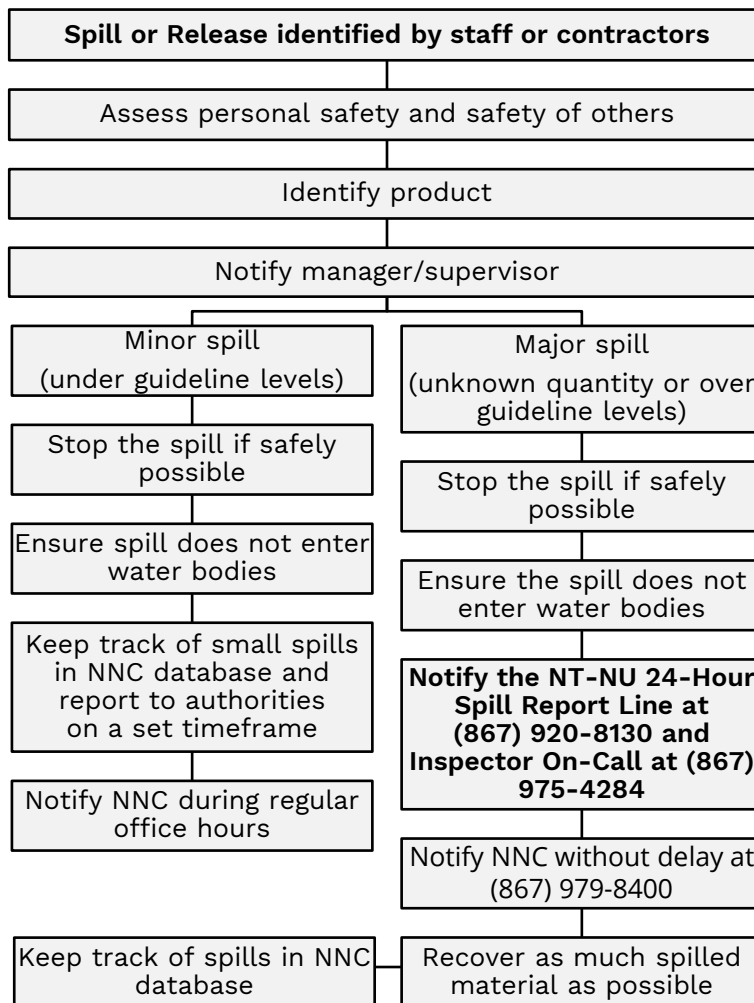 Spill or Release identified by staff or contractors
Assess personal safety and safety of others
Identify product
Notify manager/supervisor
Minor spill
(under guideline levels)
Stop the spill if safely
possible
Ensure spill does not enter
water bodies
Keep track of small spills
in NNC database and
report to authorities
on a set timeframe
Notify NNC during regular
office hours
Major spill
(unknown quantity or over
guideline levels)
Stop the spill if safely
possible
Ensure the spill does not
enter water bodies
Notify the NT-NU 24-Hour
Spill Report Line at
(867) 920-8130 and
Inspector On-Call at (867)
975-4284
Notify NNC without delay at
(867) 979-8400
Recover as much spilled
material as possible
Keep track of spills in NNC
database